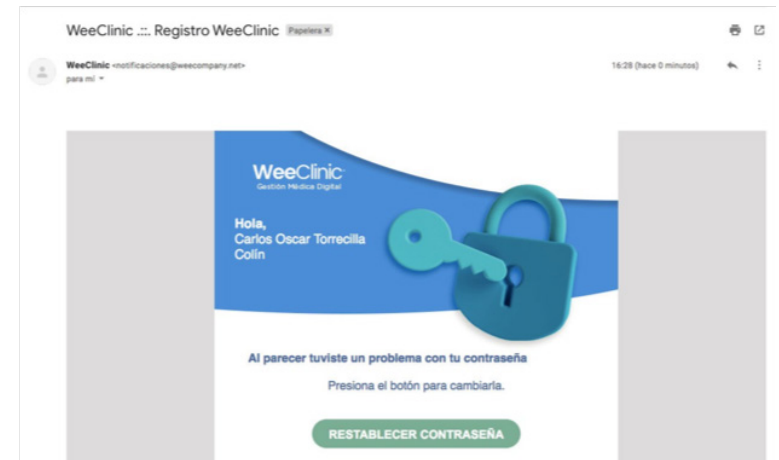 WeeClinic .::. Registro WeeClinic Papelera X
WeeClinic <notificaciones@weecompany.net> 16:28 (hace 0 minutos)
para mí
WeeClinic
Gestión Médica Digital
Hola,
Carlos Oscar Torrecilla
Colín
Al parecer tuviste un problema con tu contraseña
Presiona el botón para cambiarla.
RESTABLECER CONTRASEÑA